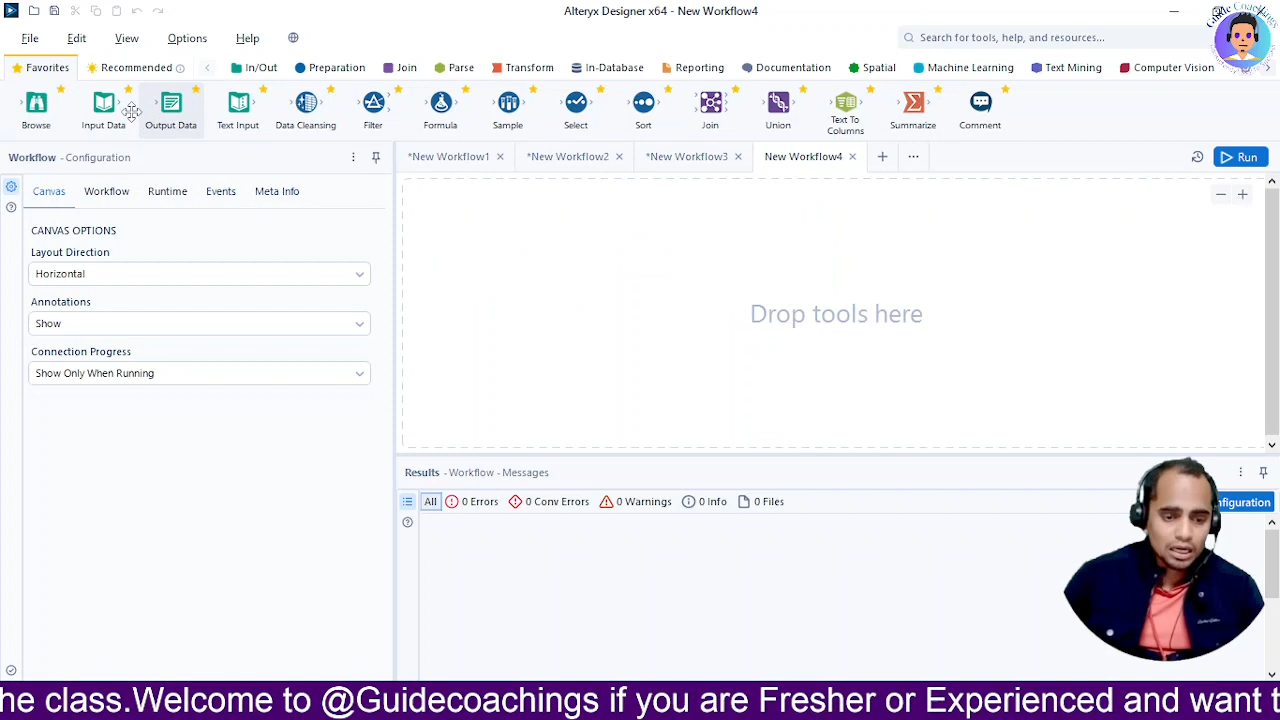 Alteryx Designer x64 - New Workflow4
File Edit View Options Help
Search for tools, help, and resources...
Guide Coachings
Favorites Recommended In/Out Preparation Join Parse Transform In-Database Reporting Documentation Spatial Machine Learning Text Mining Computer Vision
Browse Input Data Output Data Text Input Data Cleansing Filter Formula Sample Select Sort Join Union Text To Columns Summarize Comment
Workflow - Configuration
*New Workflow1 *New Workflow2 *New Workflow3 New Workflow4 Run
Canvas Workflow Runtime Events Meta Info
CANVAS OPTIONS
Layout Direction
Horizontal
Annotations
Show
Connection Progress
Show Only When Running
Drop tools here
Results - Workflow - Messages
All 0 Errors 0 Conv Errors 0 Warnings 0 Info 0 Files nfiguration
he class.Welcome to @Guidecoachings if you are Fresher or Experienced and want t